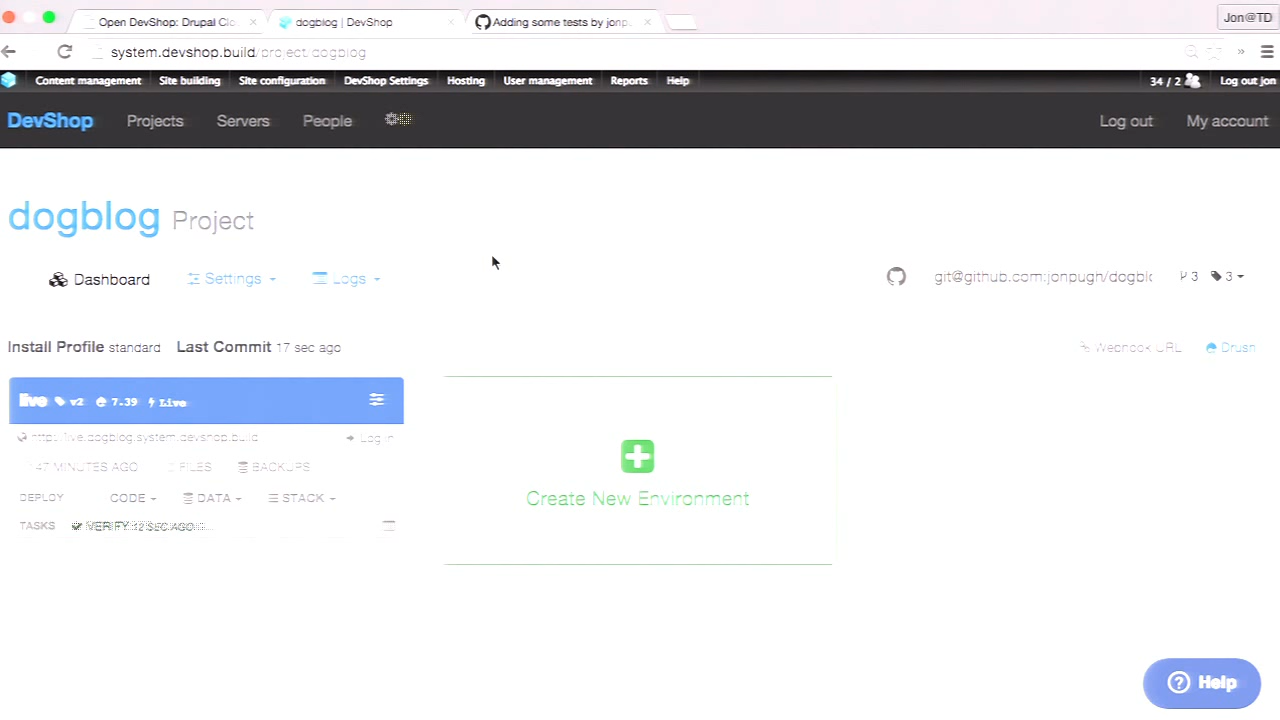 Open DevShop: Drupal Clo
dogblog | DevShop
Adding some tests by jonp
Jon@TD
system.devshop.build/project/dogblog
Content management Site building Site configuration DevShop Settings Hosting User management Reports Help 34 / 2 Log out jon
DevShop Projects Servers People Log out My account
dogblog Project
Dashboard Settings Logs git@github.com:jonpugh/dogblo 3 3
Install Profile standard Last Commit 17 sec ago Webhook URL Drush
live v2 7.39 Live
http://live.dogblog.system.devshop.build Log in
47 MINUTES AGO FILES BACKUPS
DEPLOY CODE DATA STACK
TASKS VERIFY 12 SEC AGO
Create New Environment
Help